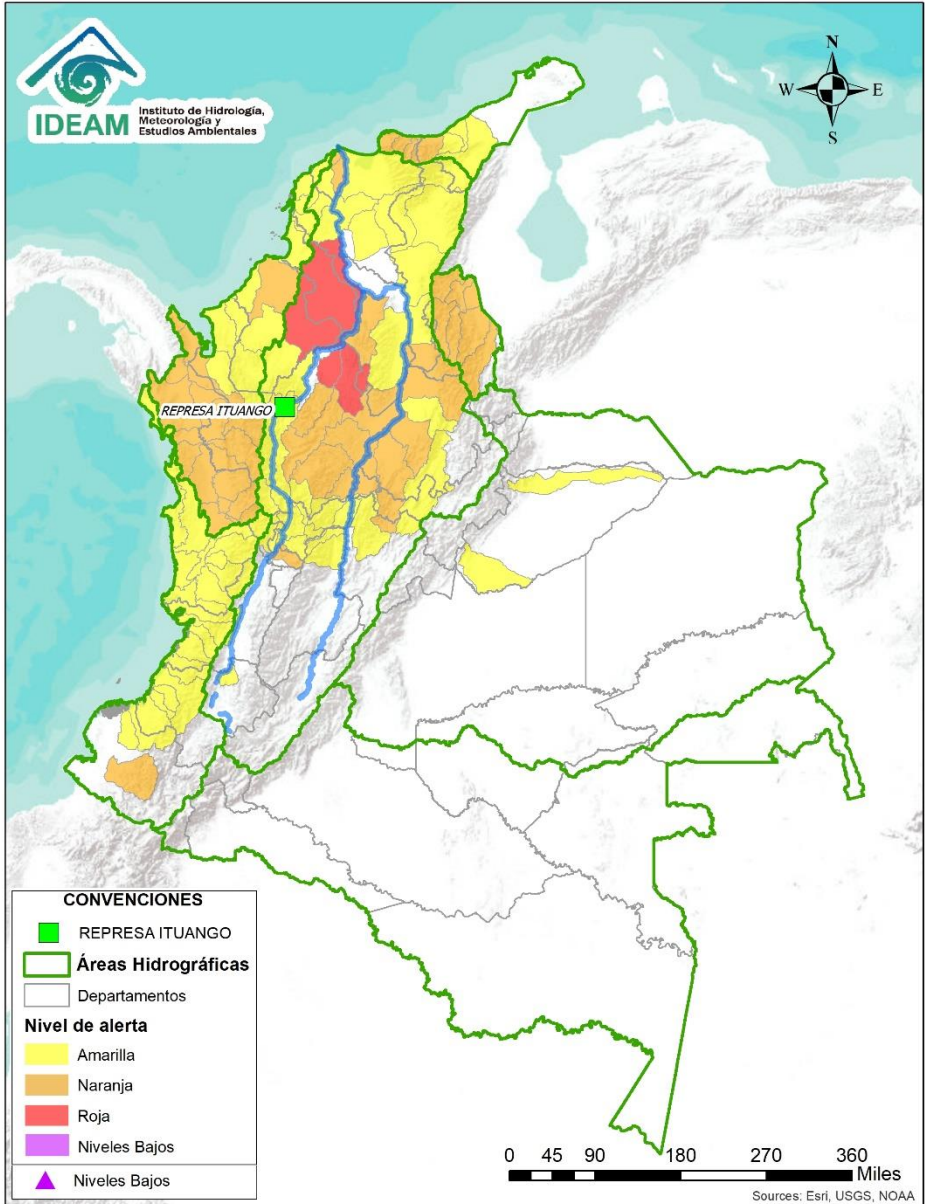 IDEAM
Instituto de Hidrología,
Meteorología y
Estudios Ambientales
N
W
E
S
REPRESA ITUANGO
CONVENCIONES
REPRESA ITUANGO
Áreas Hidrográficas
Departamentos
Nivel de alerta
Amarilla
Naranja
Roja
Niveles Bajos
Niveles Bajos
0 45 90 180 270 360
Miles
Sources: Esri, USGS, NOAA